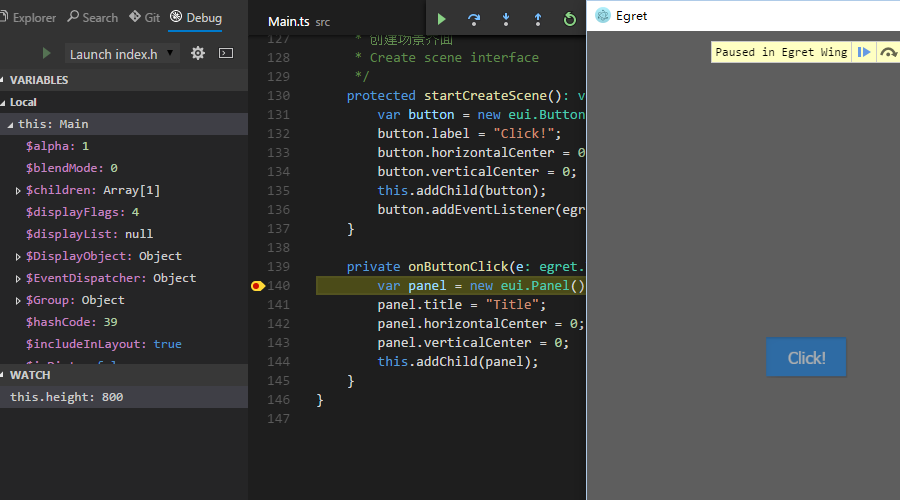 Explorer Search Git Debug
Launch index.h
VARIABLES
Local
this: Main
$alpha: 1
$blendMode: 0
$children: Array[1]
$displayFlags: 4
$displayList: null
$DisplayObject: Object
$EventDispatcher: Object
$Group: Object
$hashCode: 39
$includeInLayout: true
WATCH
this.height: 800
Main.ts src
127 * 创建场景界面
128 * Create scene interface
129 */
130 protected startCreateScene(): v
131 var button = new eui.Button
132 button.label = "Click!";
133 button.horizontalCenter = 0
134 button.verticalCenter = 0;
135 this.addChild(button);
136 button.addEventListener(egr
137 }
138
139 private onButtonClick(e: egret.
140 var panel = new eui.Panel()
141 panel.title = "Title";
142 panel.horizontalCenter = 0;
143 panel.verticalCenter = 0;
144 this.addChild(panel);
145 }
146 }
147
Egret
Paused in Egret Wing
Click!